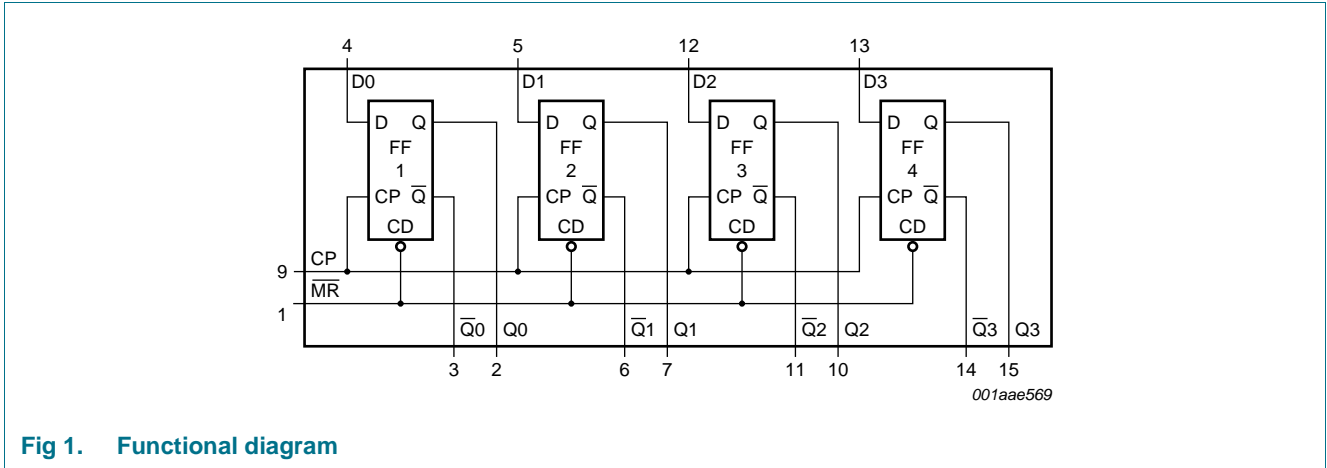 4 5 12 13
D0 D1 D2 D3
D Q D Q D Q D Q
FF FF FF FF
1 2 3 4
CP Q̅ CP Q̅ CP Q̅ CP Q̅
CD CD CD CD
9 CP
M̅R̅
1
Q̅0 Q0 Q̅1 Q1 Q̅2 Q2 Q̅3 Q3
3 2 6 7 11 10 14 15
001aae569
Fig 1. Functional diagram